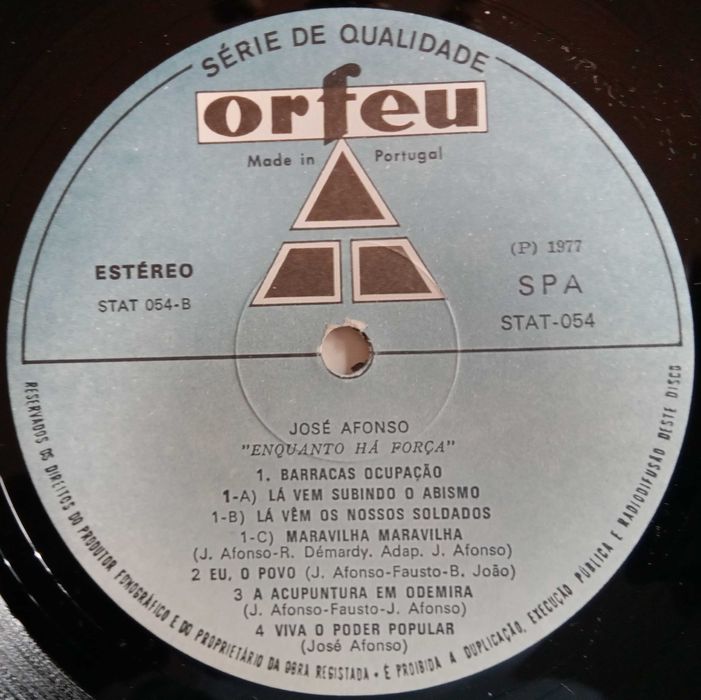 SÉRIE DE QUALIDADE
orfeu
Made in Portugal
ESTÉREO
STAT 054-B
(P) 1977
SPA
STAT-054
JOSÉ AFONSO
"ENQUANTO HÁ FORÇA"
1. BARRACAS OCUPAÇÃO
1-A) LÁ VEM SUBINDO O ABISMO
1-B) LÁ VÊM OS NOSSOS SOLDADOS
1-C) MARAVILHA MARAVILHA
(J. Afonso-R. Démardy. Adap. J. Afonso)
2 EU, O POVO (J. Afonso-Fausto-B. João)
3 A ACUPUNTURA EM ODEMIRA
(J. Afonso-Fausto-J. Afonso)
4 VIVA O PODER POPULAR
(José Afonso)
RESERVADOS OS DIREITOS DO PRODUTOR FONOGRÁFICO E DO PROPRIETÁRIO DA OBRA REGISTADA • É PROIBIDA A DUPLICAÇÃO, EXECUÇÃO PÚBLICA E RADIODIFUSÃO DESTE DISCO